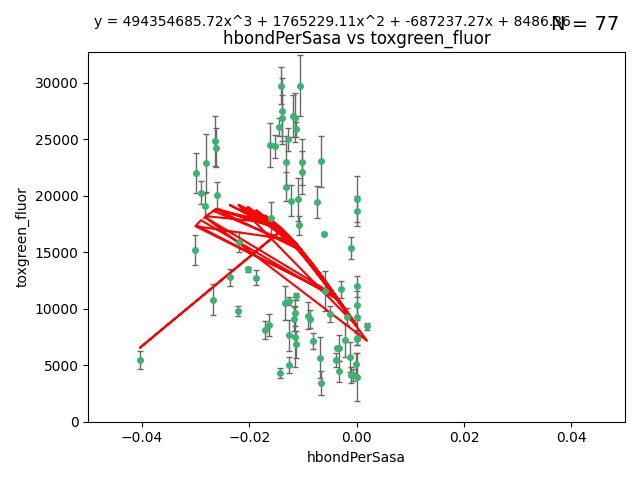 y = 494354685.72x^3 + 1765229.11x^2 + -687237.27x + 8486.
N = 77
hbondPerSasa vs toxgreen_fluor
30000
25000
20000
15000
10000
5000
0
toxgreen_fluor
−0.04
−0.02
0.00
0.02
0.04
hbondPerSasa